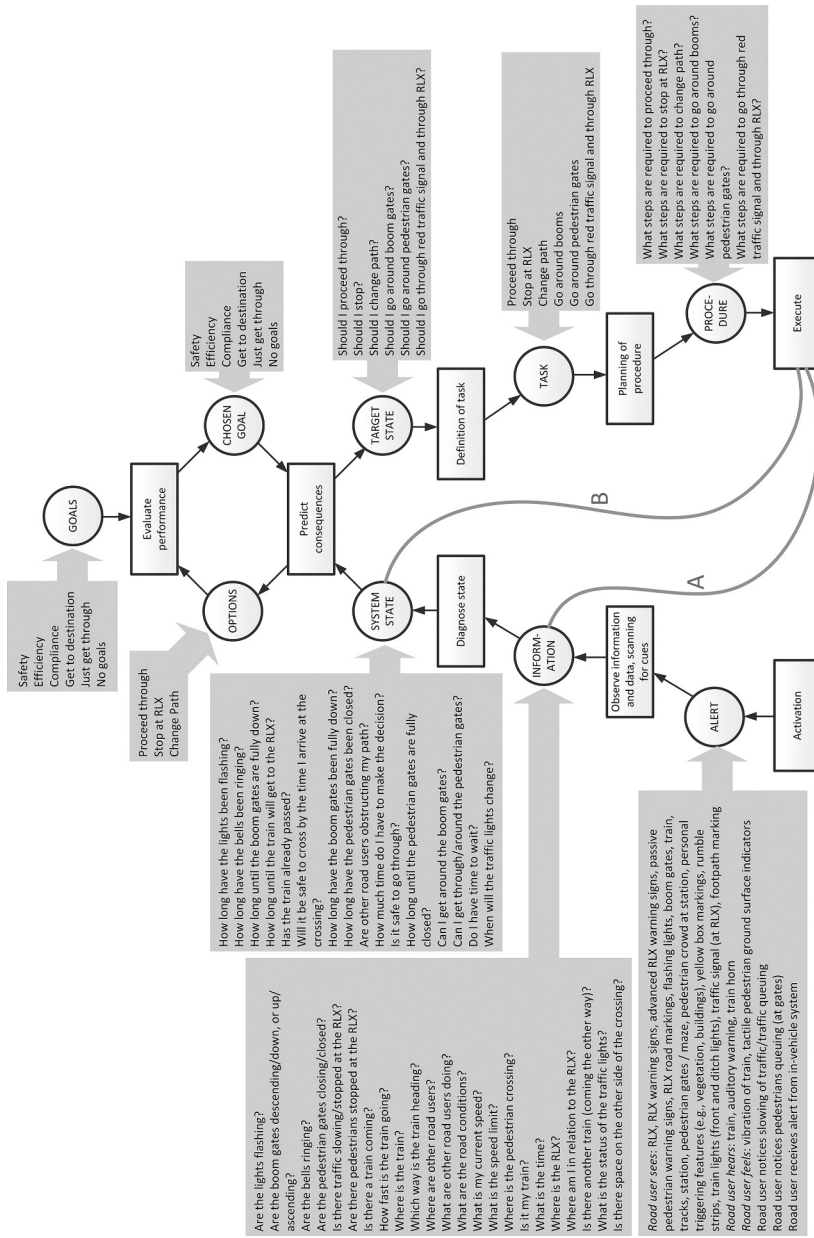 Safety
Efficiency
Compliance
Get to destination
Just get through
No goals
GOALS
Proceed through
Stop at RLX
Change Path
OPTIONS
Evaluate
performance
CHOSEN
GOAL
Safety
Efficiency
Compliance
Get to destination
Just get through
No goals
Predict
consequences
How long have the lights been flashing?
How long have the bells been ringing?
How long until the boom gates are fully down?
How long until the train will get to the RLX?
Has the train already passed?
Will it be safe to cross by the time I arrive at the
crossing?
How long have the boom gates been fully down?
How long have the pedestrian gates been closed?
Are other road users obstructing my path?
How much time do I have to make the decision?
Is it safe to go through?
How long until the pedestrian gates are fully
closed?
Can I get around the boom gates?
Can I get through/around the pedestrian gates?
Do I have time to wait?
When will the traffic lights change?
SYSTEM
STATE
TARGET
STATE
Should I proceed through?
Should I stop?
Should I change path?
Should I go around boom gates?
Should I go around pedestrian gates?
Should I go through red traffic signal and through RLX?
Diagnose state
Definition of task
B
Are the lights flashing?
Are the boom gates descending/down, or up/
ascending?
Are the bells ringing?
Are the pedestrian gates closing/closed?
Is there traffic slowing/stopped at the RLX?
Are there pedestrians stopped at the RLX?
Is there a train coming?
How fast is the train going?
Where is the train?
Which way is the train heading?
Where are other road users?
What are other road users doing?
What are the road conditions?
What is my current speed?
What is the speed limit?
Where is the pedestrian crossing?
Is it my train?
What is the time?
Where is the RLX?
Where am I in relation to the RLX?
Is there another train (coming the other way)?
What is the status of the traffic lights?
Is there space on the other side of the crossing?
INFORM-
ATION
TASK
Proceed through
Stop at RLX
Change path
Go around booms
Go around pedestrian gates
Go through red traffic signal and through RLX
Observe information
and data, scanning
for cues
A
Planning of
procedure
Road user sees: RLX, RLX warning signs, advanced RLX warning signs, passive
pedestrian warning signs, RLX road markings, flashing lights, boom gates, train,
tracks, station, pedestrian gates / maze, pedestrian crowd at station, personal
triggering features (e.g., vegetation, buildings), yellow box markings, rumble
strips, train lights (front and ditch lights), traffic signal (at RLX), footpath marking
Road user hears: train, auditory warning, train horn
Road user feels: vibration of train, tactile pedestrian ground surface indicators
Road user notices slowing of traffic/traffic queuing
Road user notices pedestrians queuing (at gates)
Road user receives alert from in-vehicle system
ALERT
PROCE-
DURE
What steps are required to proceed through?
What steps are required to stop at RLX?
What steps are required to change path?
What steps are required to go around booms?
What steps are required to go around
pedestrian gates?
What steps are required to go through red
traffic signal and through RLX?
Activation
Execute